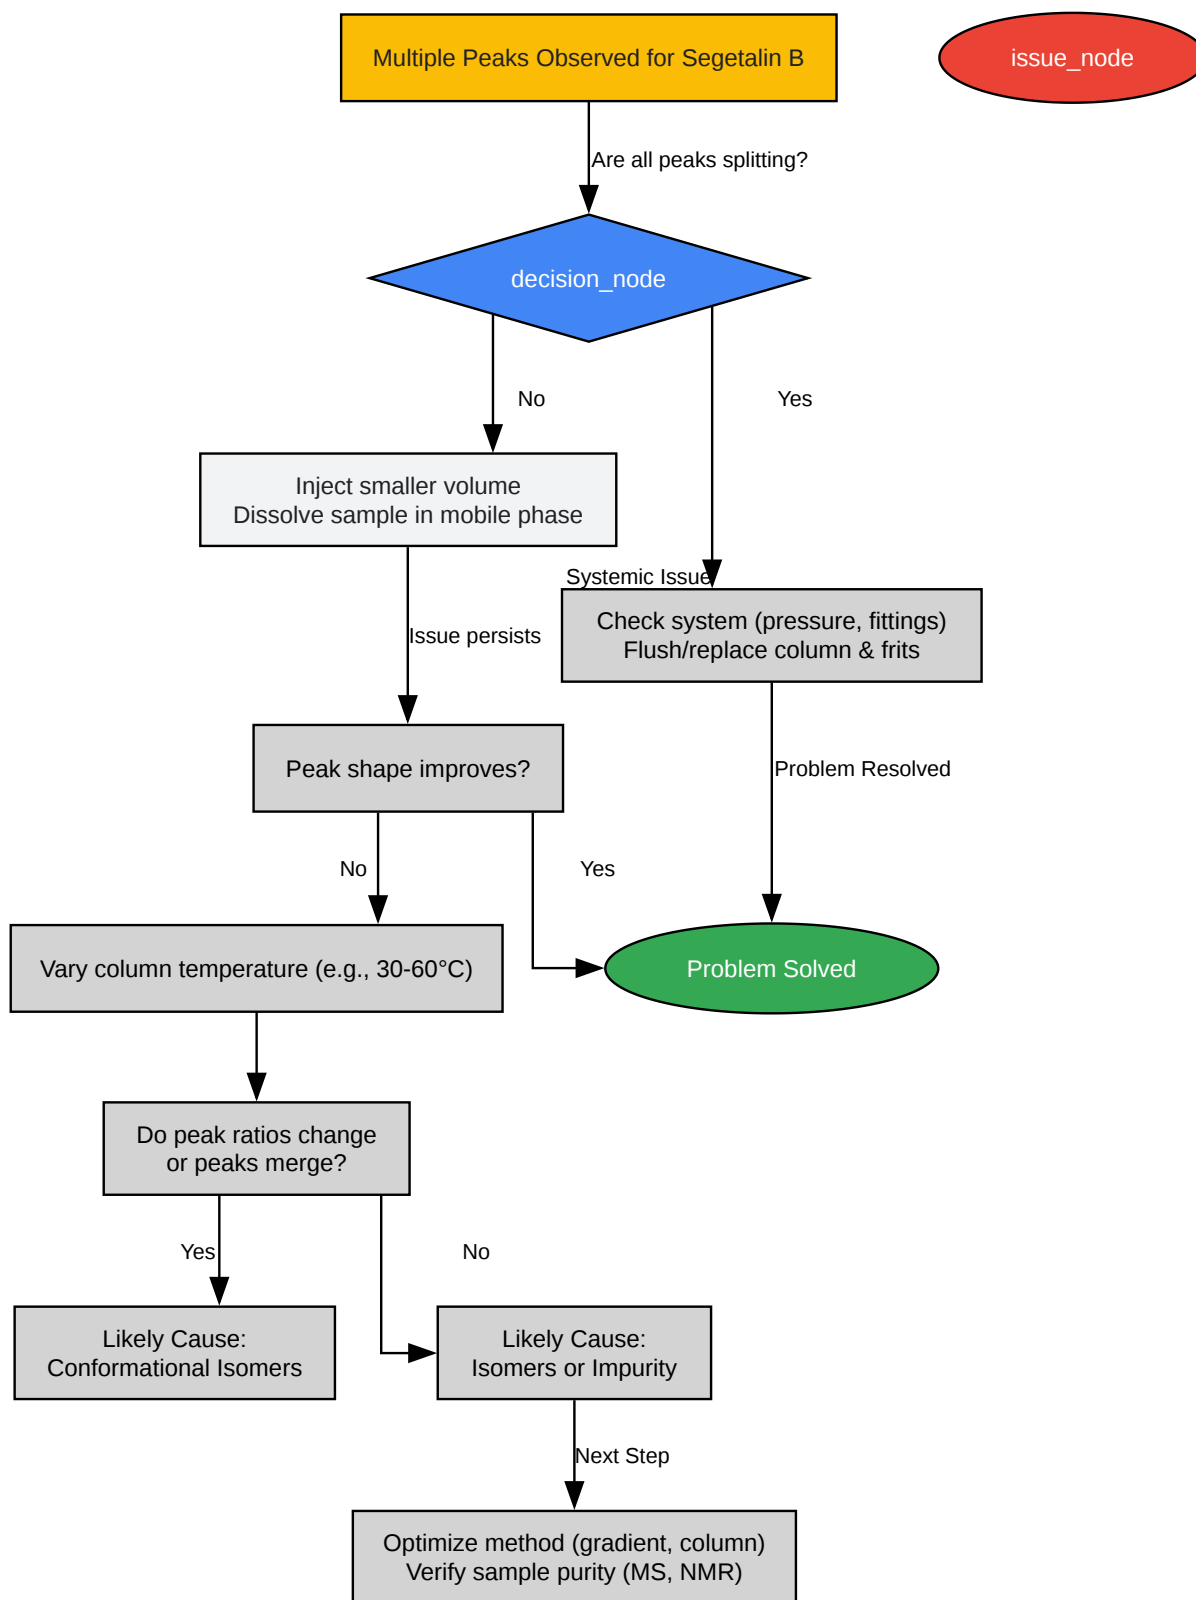 Multiple Peaks Observed for Segetalin B
issue_node
Are all peaks splitting?
decision_node
No
Yes
Inject smaller volume
Dissolve sample in mobile phase
Systemic Issue
Check system (pressure, fittings)
Flush/replace column & frits
Issue persists
Peak shape improves?
Problem Resolved
No
Yes
Vary column temperature (e.g., 30-60°C)
Problem Solved
Do peak ratios change
or peaks merge?
Yes
No
Likely Cause:
Conformational Isomers
Likely Cause:
Isomers or Impurity
Next Step
Optimize method (gradient, column)
Verify sample purity (MS, NMR)